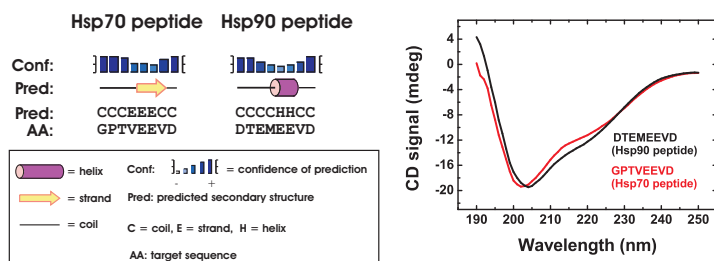 Hsp70 peptide Hsp90 peptide
Conf:
Pred:
Pred: CCCEEECC CCCCHHCC
AA: GPTVEEVD DTEMEEVD
= helix
= strand
= coil
Conf: - + = confidence of prediction
Pred: predicted secondary structure
C = coil, E = strand, H = helix
AA: target sequence
CD signal (mdeg)
4
0
-4
-8
-12
-16
-20
DTEMEEVD
(Hsp90 peptide)
GPTVEEVD
(Hsp70 peptide)
190 200 210 220 230 240 250
Wavelength (nm)